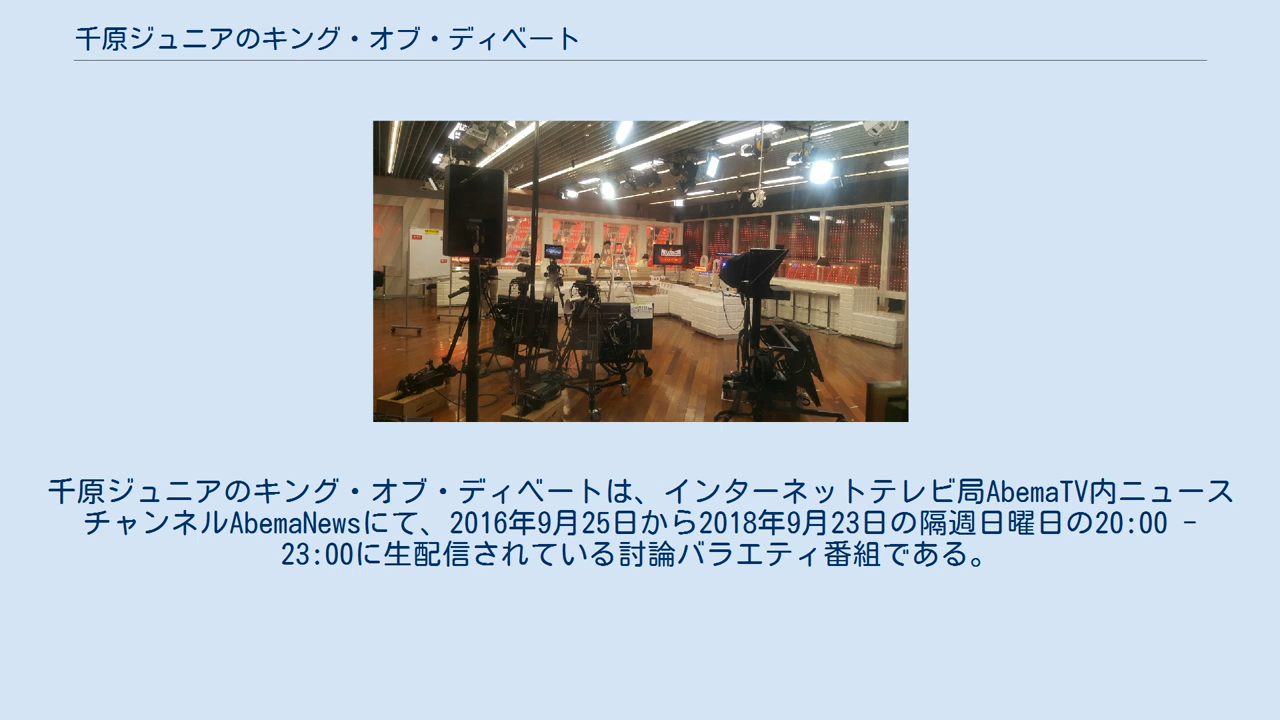 千原ジュニアのキング・オブ・ディベート
千原ジュニアのキング・オブ・ディベートは、インターネットテレビ局AbemaTV内ニュース
チャンネルAbemaNewsにて、2016年9月25日から2018年9月23日の隔週日曜日の20:00 -
23:00に生配信されている討論バラエティ番組である。